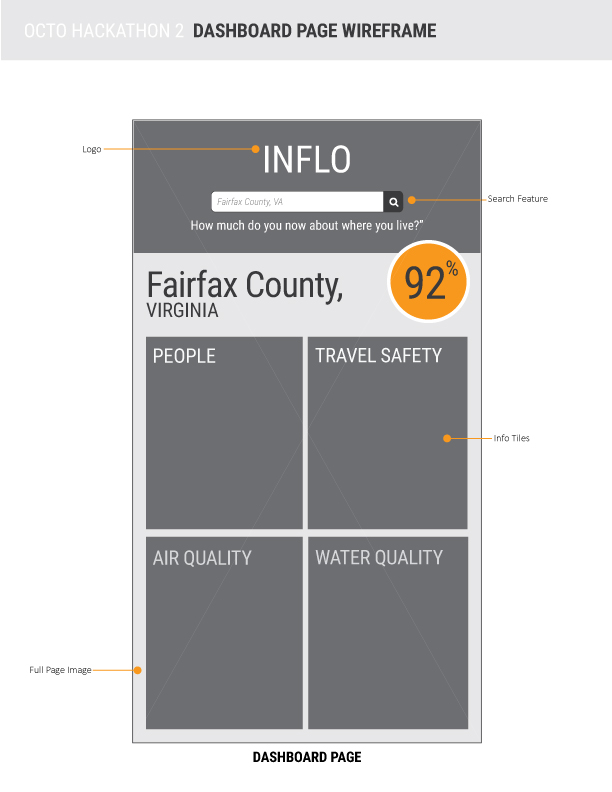 OCTO HACKATHON 2 DASHBOARD PAGE WIREFRAME
Logo
INFLO
Fairfax County, VA
Search Feature
How much do you now about where you live?"
Fairfax County,
VIRGINIA
92%
PEOPLE
TRAVEL SAFETY
Info Tiles
AIR QUALITY
WATER QUALITY
Full Page Image
DASHBOARD PAGE